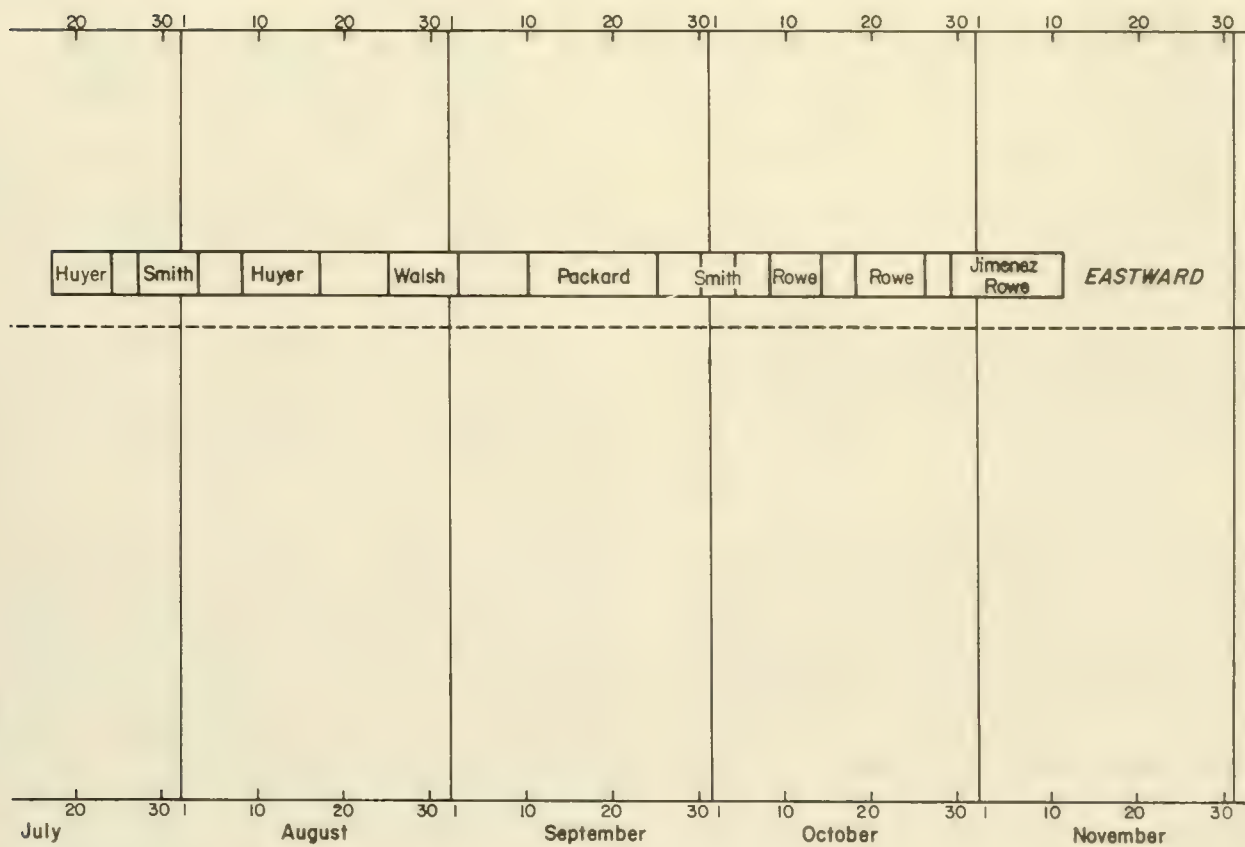 20 30 1 10 20 30 1 10 20 30 1 10 20 30 1 10 20 30
Huyer Smith Huyer Walsh Packard Smith Rowe Rowe Jimenez Rowe EASTWARD
20 30 1 10 20 30 1 10 20 30 1 10 20 30 1 10 20 30
July August September October November